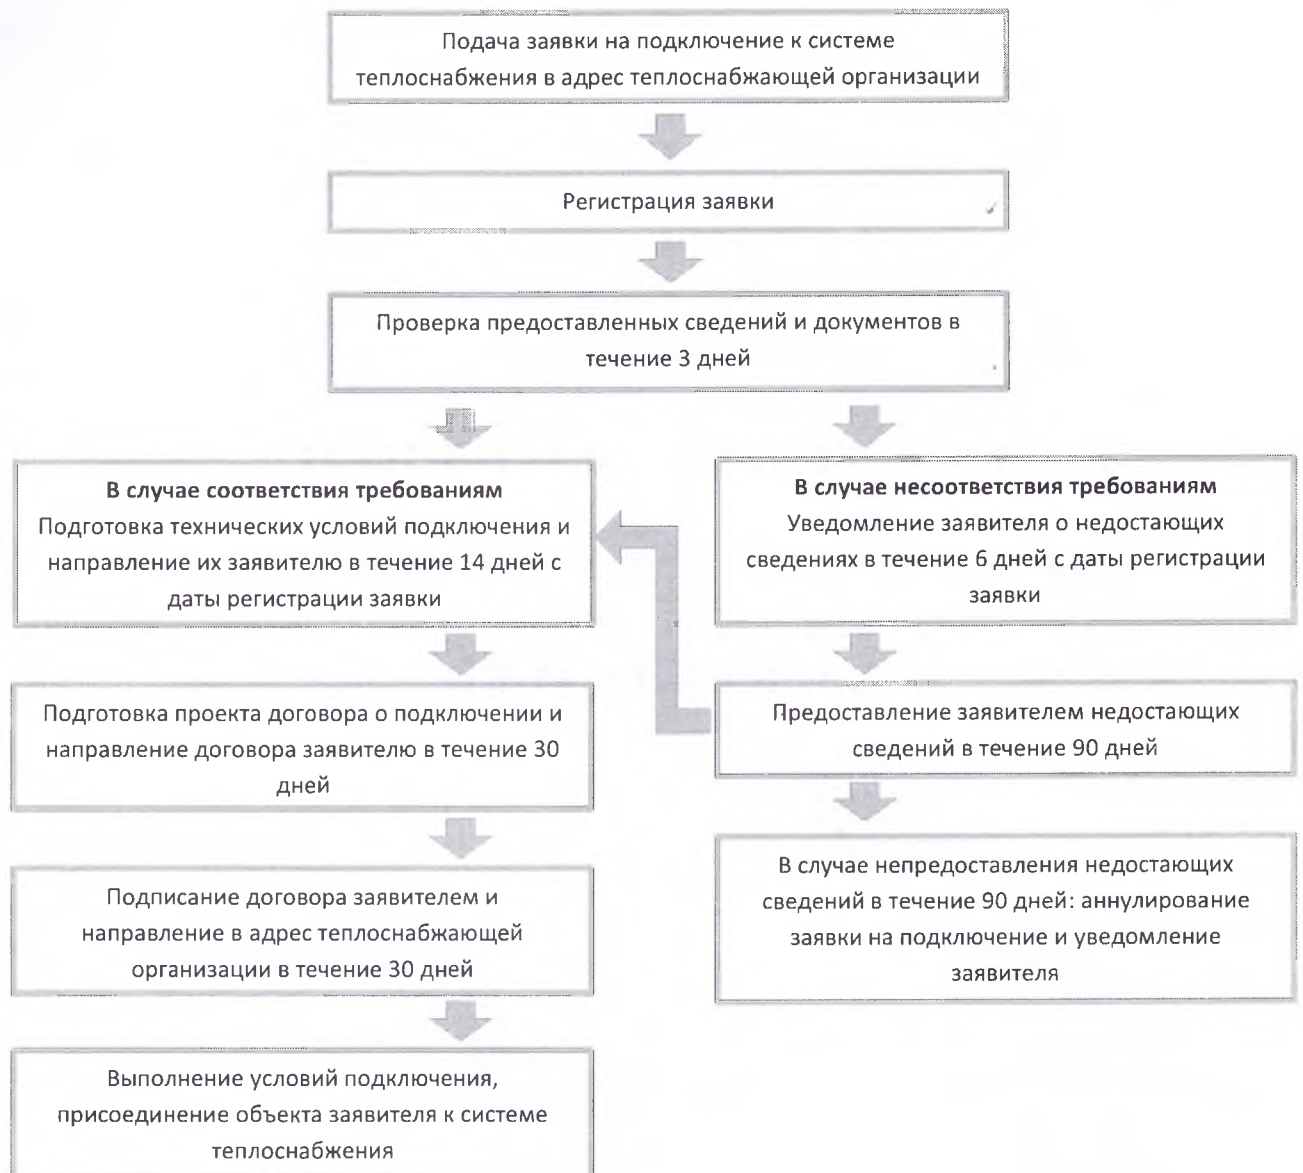 Подача заявки на подключение к системе
теплоснабжения в адрес теплоснабжающей организации
Регистрация заявки
Проверка предоставленных сведений и документов в
течение 3 дней
В случае соответствия требованиям
Подготовка технических условий подключения и
направление их заявителю в течение 14 дней с
даты регистрации заявки
В случае несоответствия требованиям
Уведомление заявителя о недостающих
сведениях в течение 6 дней с даты регистрации
заявки
Подготовка проекта договора о подключении и
направление договора заявителю в течение 30
дней
Предоставление заявителем недостающих
сведений в течение 90 дней
Подписание договора заявителем и
направление в адрес теплоснабжающей
организации в течение 30 дней
В случае непредоставления недостающих
сведений в течение 90 дней: аннулирование
заявки на подключение и уведомление
заявителя
Выполнение условий подключения,
присоединение объекта заявителя к системе
теплоснабжения